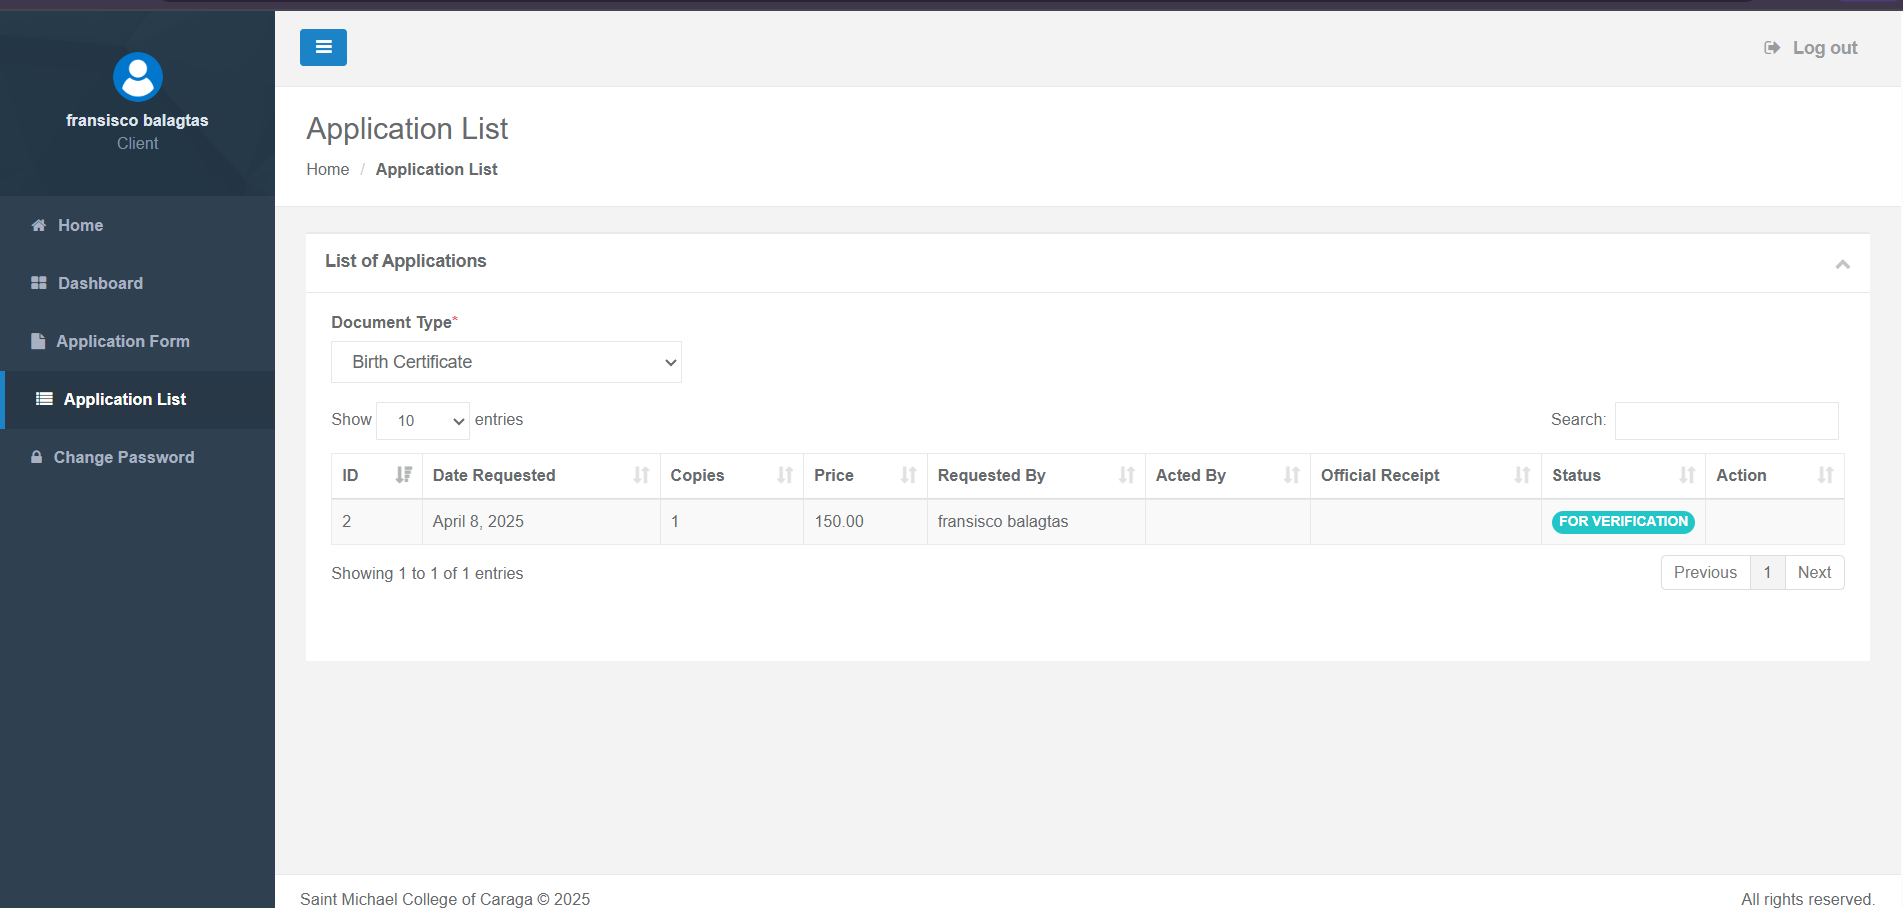 fransisco balagtas
Client
Home
Dashboard
Application Form
Application List
Change Password
Log out
Application List
Home / Application List
List of Applications
Document Type*
Birth Certificate
Show 10 entries
Search:
ID Date Requested Copies Price Requested By Acted By Official Receipt Status Action
2 April 8, 2025 1 150.00 fransisco balagtas FOR VERIFICATION
Showing 1 to 1 of 1 entries
Previous 1 Next
Saint Michael College of Caraga © 2025
All rights reserved.